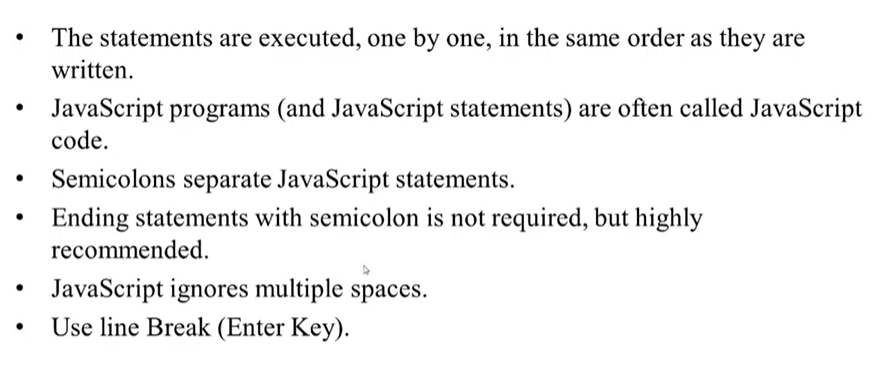 • The statements are executed, one by one, in the same order as they are
written.
• JavaScript programs (and JavaScript statements) are often called JavaScript
code.
• Semicolons separate JavaScript statements.
• Ending statements with semicolon is not required, but highly
recommended.
• JavaScript ignores multiple spaces.
• Use line Break (Enter Key).